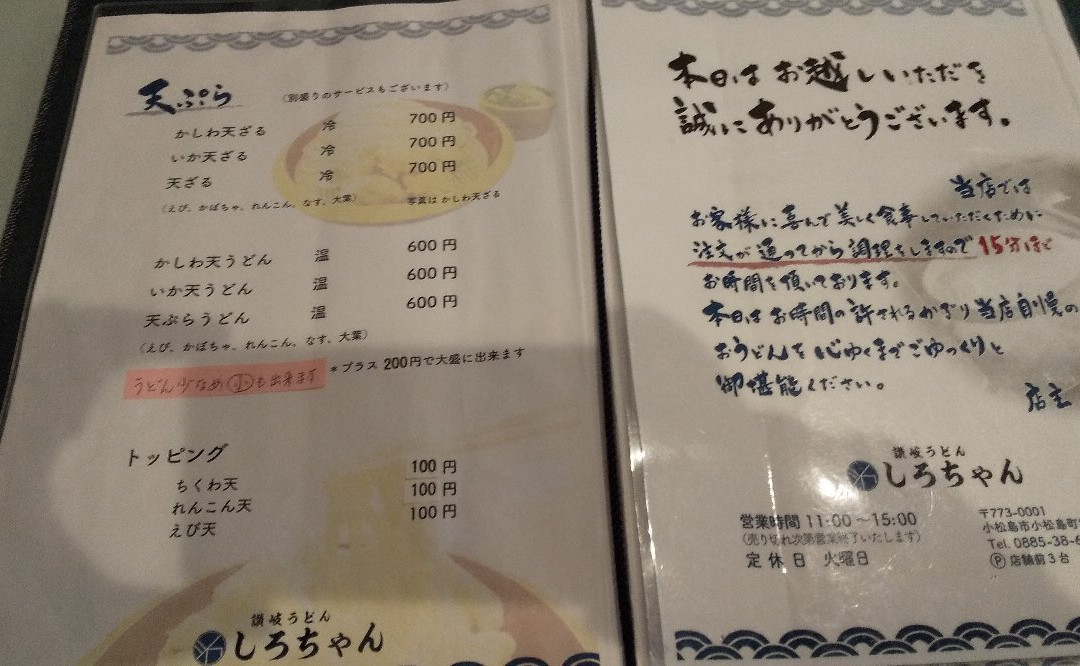 天ぷら
(別盛りのサービスもございます)
かしわ天ざる 冷 700円
いか天ざる 冷 700円
天ざる 冷 700円
(えび、かぼちゃ、れんこん、なす、大葉) 写真は かしわ天ざる
かしわ天うどん 温 600円
いか天うどん 温 600円
天ぷらうどん 温 600円
(えび、かぼちゃ、れんこん、なす、大葉)
うどん少なめ小も出来ます
*プラス 200円で大盛に出来ます
トッピング
ちくわ天 100円
れんこん天 100円
えび天 100円
讃岐うどん
しろちゃん
本日は お越しいただき
誠にありがとうございます。
当店では
お客様に喜んで美しく食事していただくために
注文が通ってから調理をしますので 15分ほど
お時間を頂いております。
本日は お時間の許されるかぎり当店自慢の
おうどんを心ゆくまでごゆっくりと
御堪能ください。
店主
讃岐うどん
しろちゃん
営業時間 11:00～15:00
(売り切れ次第営業終了いたします)
定休日 火曜日
〒773-0001
小松島市小松島町
Tel. 0885-38-6
Ⓟ店舗前3台